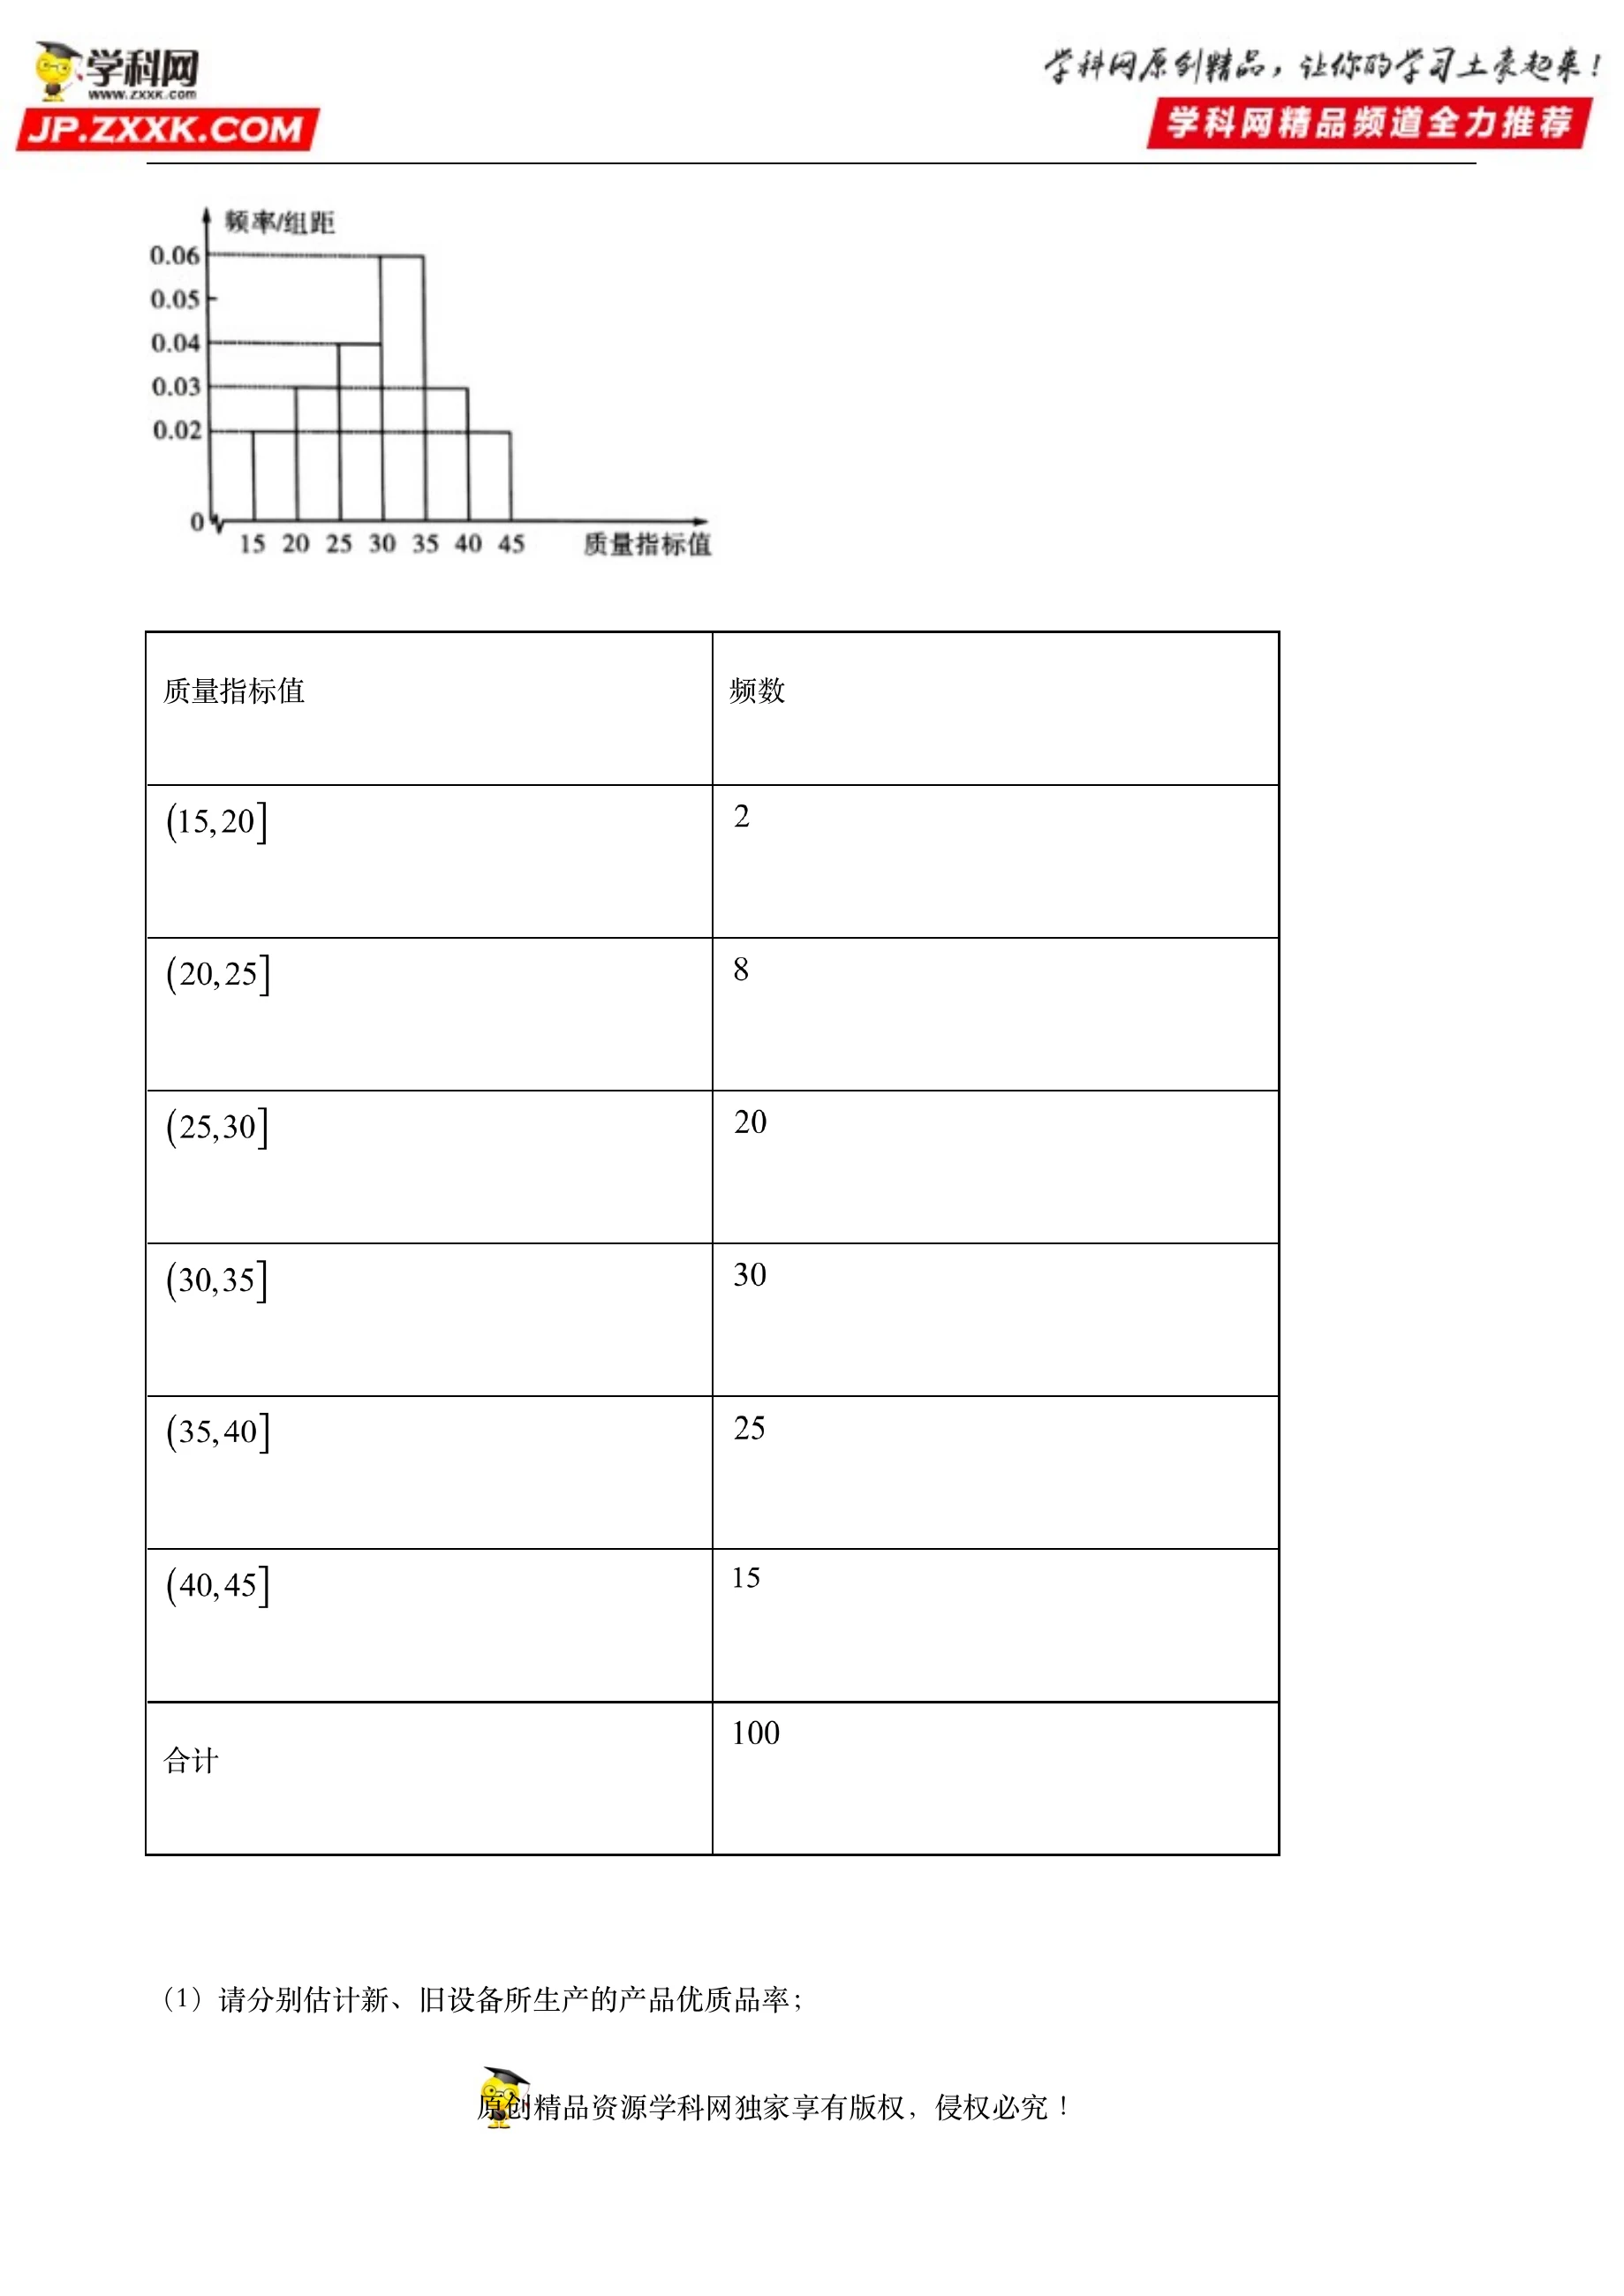 学科网
www.zxxk.com
JP.ZXXK.COM
学科网原创精品，让你的学习土豪起来！
学科网精品频道全力推荐
频率/组距
0.06
0.05
0.04
0.03
0.02
0
15 20 25 30 35 40 45 质量指标值
质量指标值 频数
(15,20] 2
(20,25] 8
(25,30] 20
(30,35] 30
(35,40] 25
(40,45] 15
合计 100
（1）请分别估计新、旧设备所生产的产品优质品率；
原创精品资源学科网独家享有版权，侵权必究！